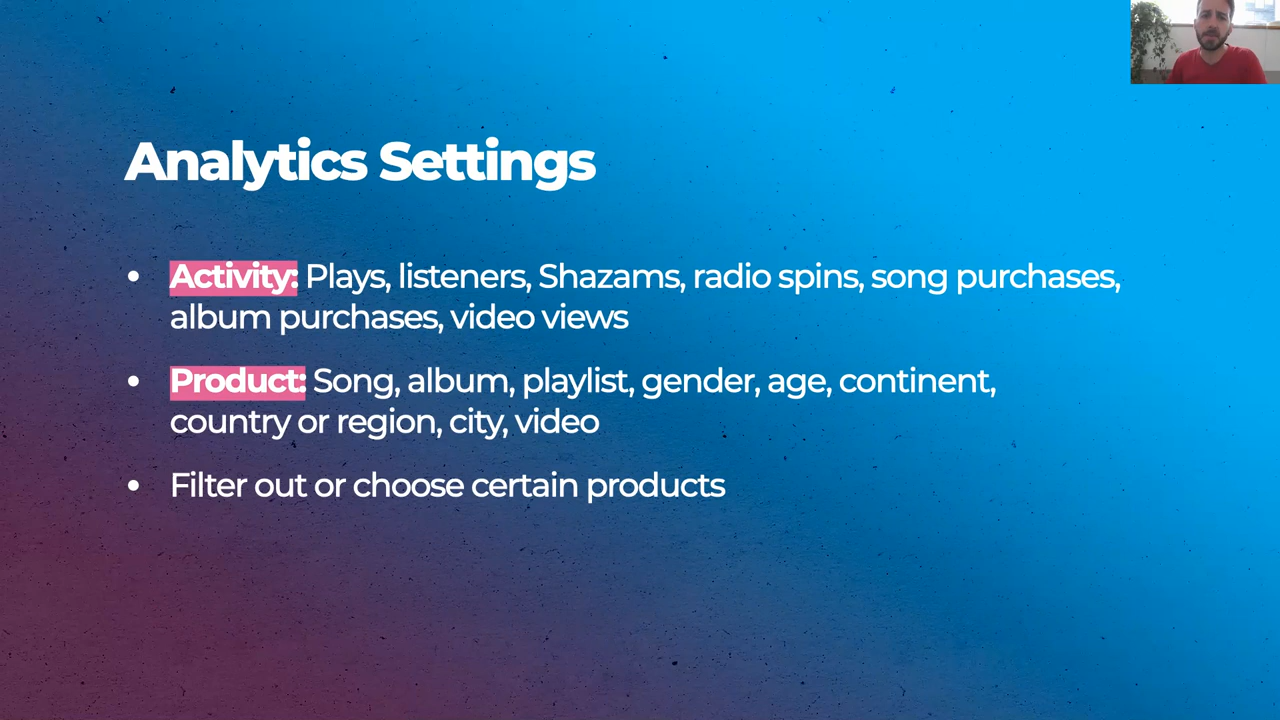 Analytics Settings
• Activity: Plays, listeners, Shazams, radio spins, song purchases,
album purchases, video views
• Product: Song, album, playlist, gender, age, continent,
country or region, city, video
• Filter out or choose certain products